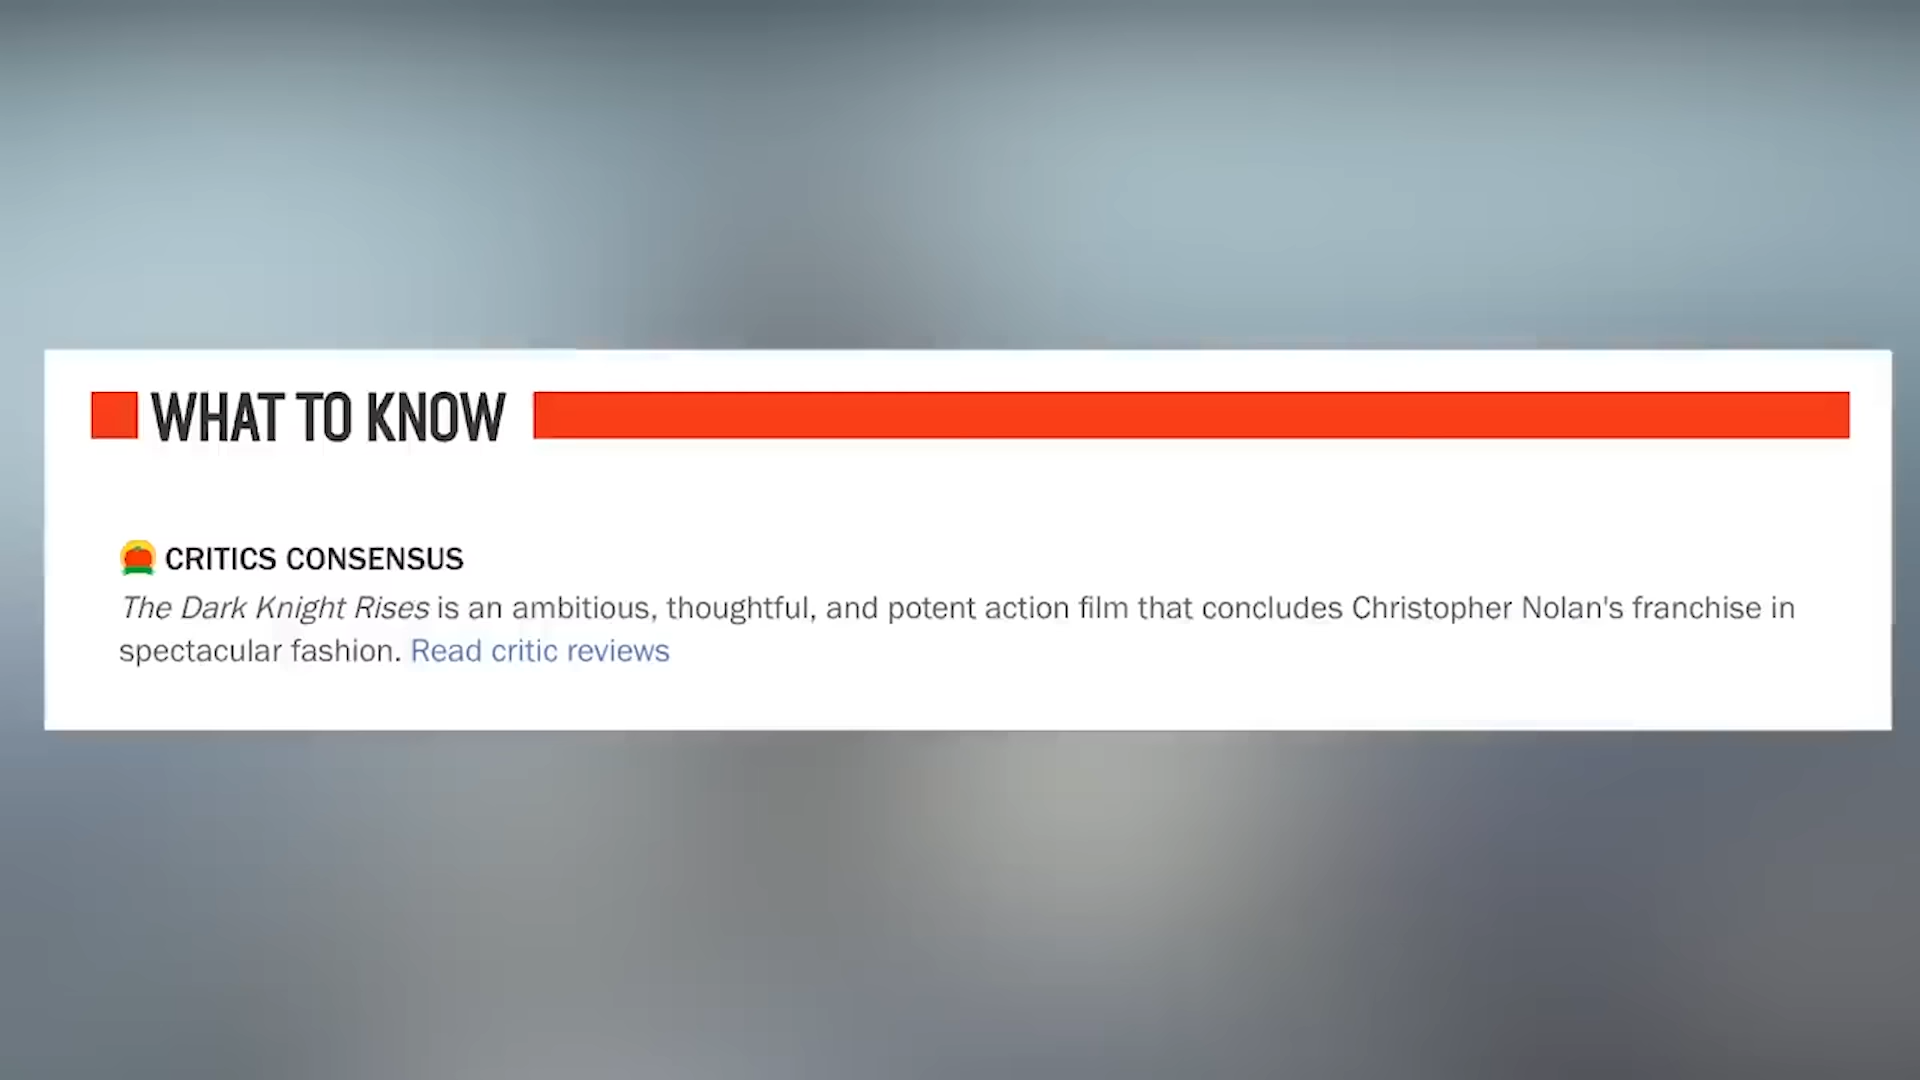 WHAT TO KNOW
CRITICS CONSENSUS
The Dark Knight Rises is an ambitious, thoughtful, and potent action film that concludes Christopher Nolan's franchise in
spectacular fashion. Read critic reviews